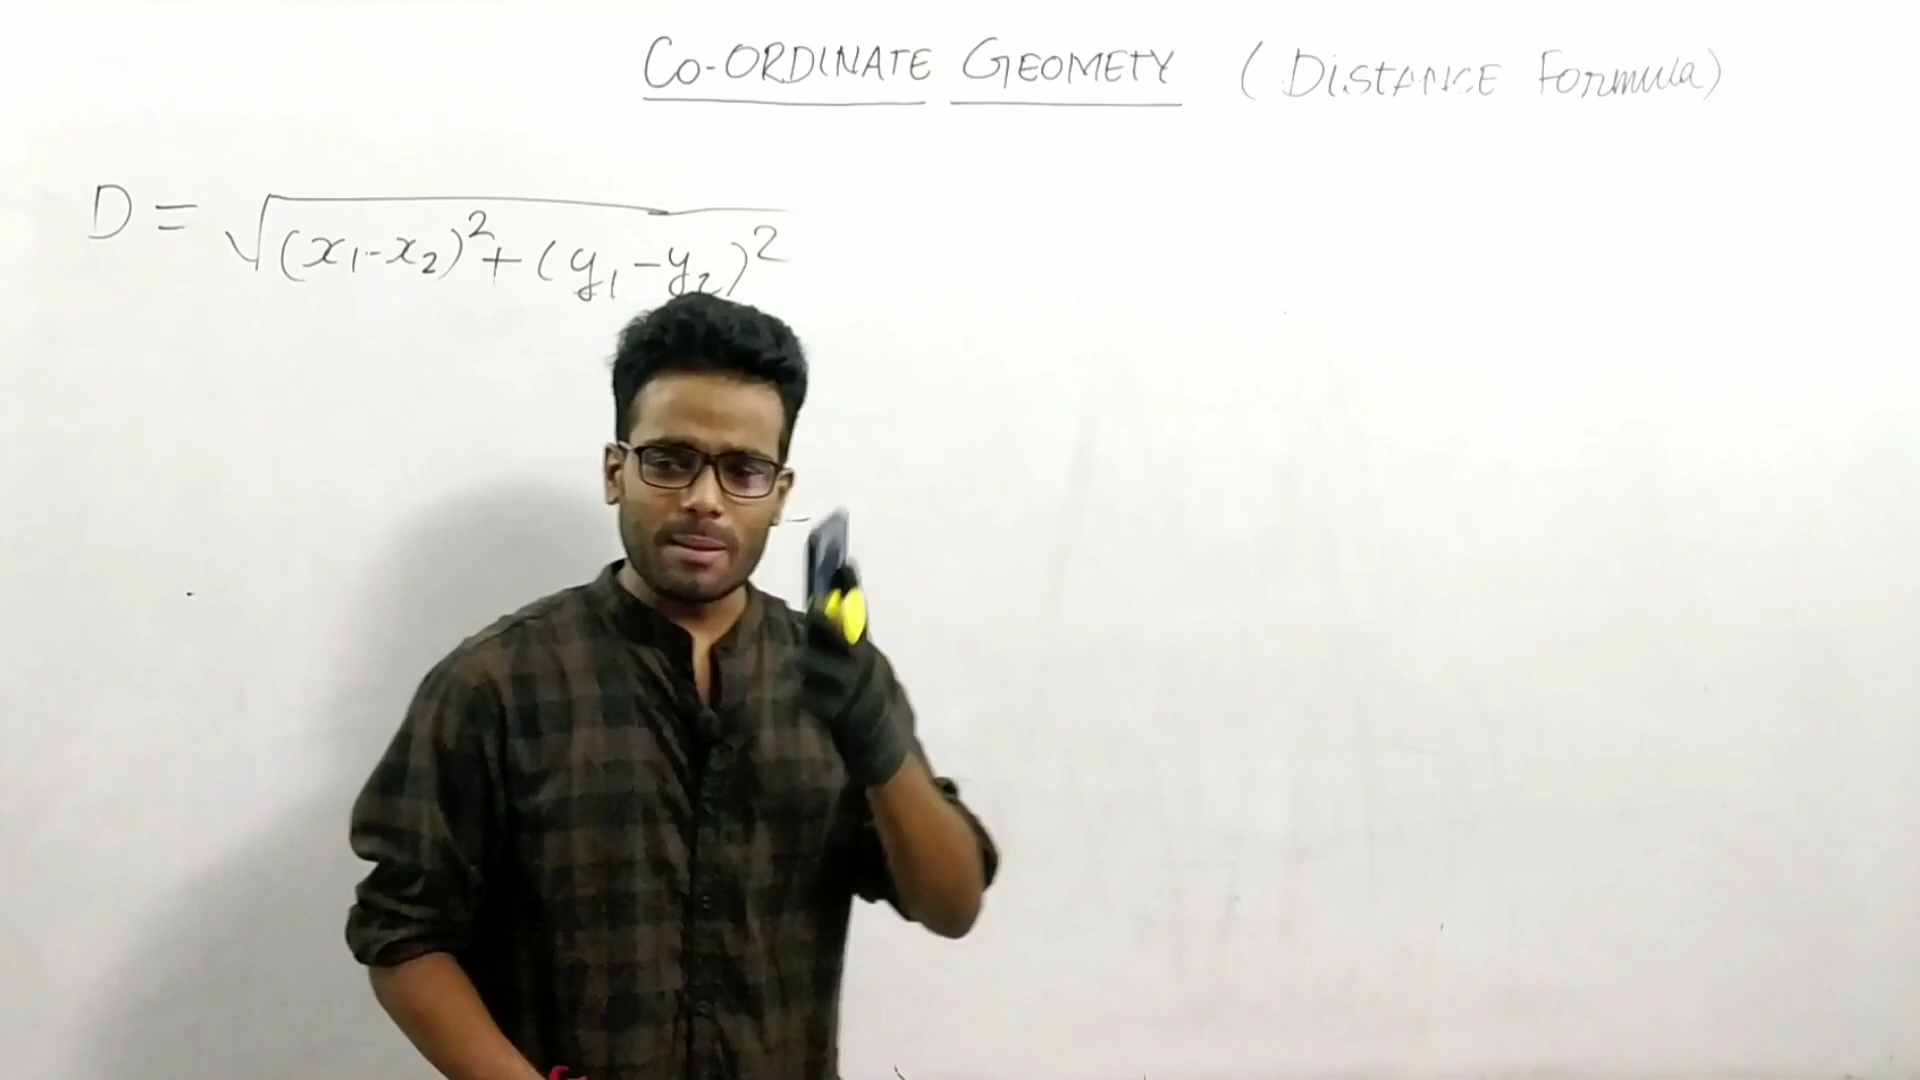 CO-ORDINATE GEOMETY (DISTANCE FORMULA)
D = √(x₁-x₂)²+(y₁-y₂)²